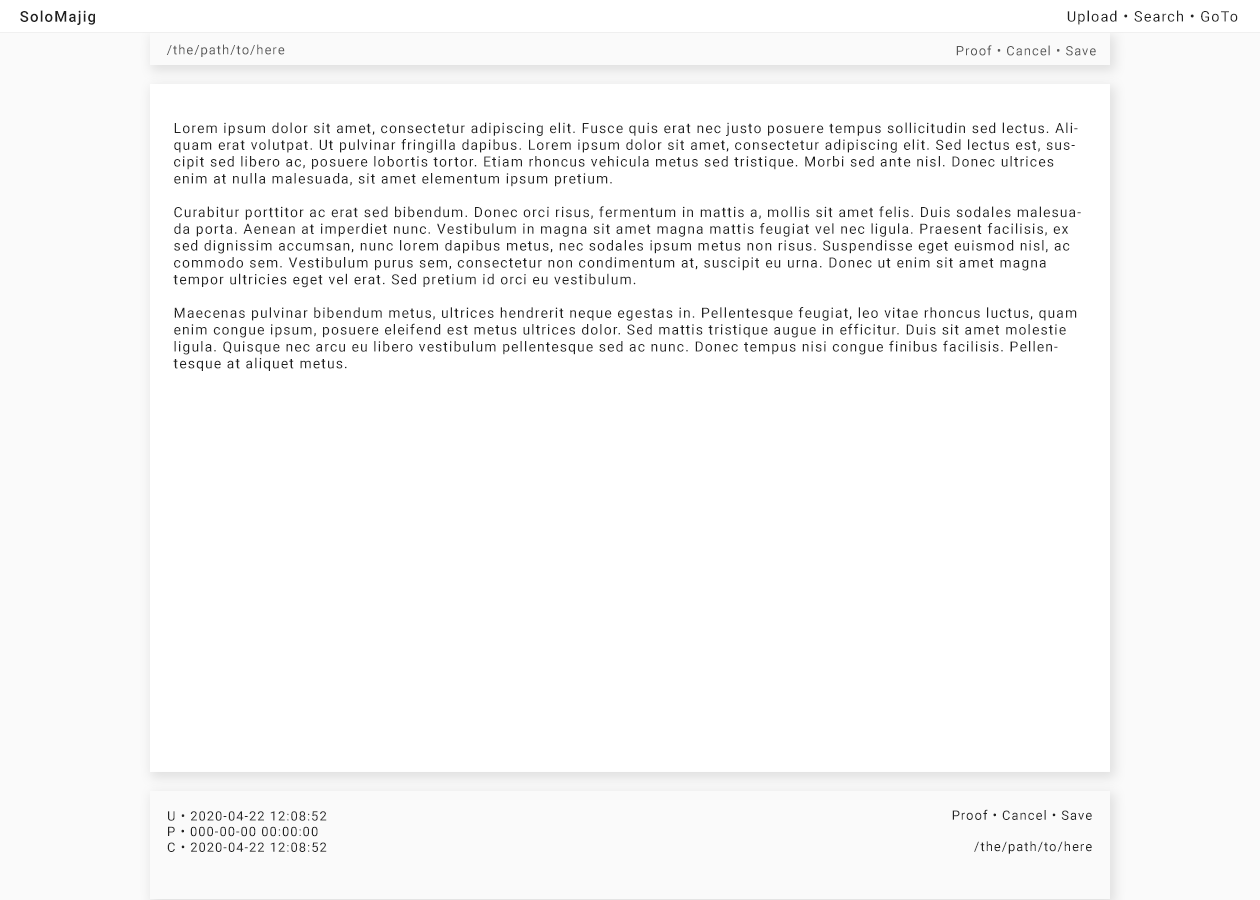 SoloMajig
Upload • Search • GoTo
/the/path/to/here
Proof • Cancel • Save
Lorem ipsum dolor sit amet, consectetur adipiscing elit. Fusce quis erat nec justo posuere tempus sollicitudin sed lectus. Ali-
quam erat volutpat. Ut pulvinar fringilla dapibus. Lorem ipsum dolor sit amet, consectetur adipiscing elit. Sed lectus est, sus-
cipit sed libero ac, posuere lobortis tortor. Etiam rhoncus vehicula metus sed tristique. Morbi sed ante nisl. Donec ultrices
enim at nulla malesuada, sit amet elementum ipsum pretium.
Curabitur porttitor ac erat sed bibendum. Donec orci risus, fermentum in mattis a, mollis sit amet felis. Duis sodales malesua-
da porta. Aenean at imperdiet nunc. Vestibulum in magna sit amet magna mattis feugiat vel nec ligula. Praesent facilisis, ex
sed dignissim accumsan, nunc lorem dapibus metus, nec sodales ipsum metus non risus. Suspendisse eget euismod nisl, ac
commodo sem. Vestibulum purus sem, consectetur non condimentum at, suscipit eu urna. Donec ut enim sit amet magna
tempor ultricies eget vel erat. Sed pretium id orci eu vestibulum.
Maecenas pulvinar bibendum metus, ultrices hendrerit neque egestas in. Pellentesque feugiat, leo vitae rhoncus luctus, quam
enim congue ipsum, posuere eleifend est metus ultrices dolor. Sed mattis tristique augue in efficitur. Duis sit amet molestie
ligula. Quisque nec arcu eu libero vestibulum pellentesque sed ac nunc. Donec tempus nisi congue finibus facilisis. Pellen-
tesque at aliquet metus.
U • 2020-04-22 12:08:52
P • 000-00-00 00:00:00
C • 2020-04-22 12:08:52
Proof • Cancel • Save
/the/path/to/here